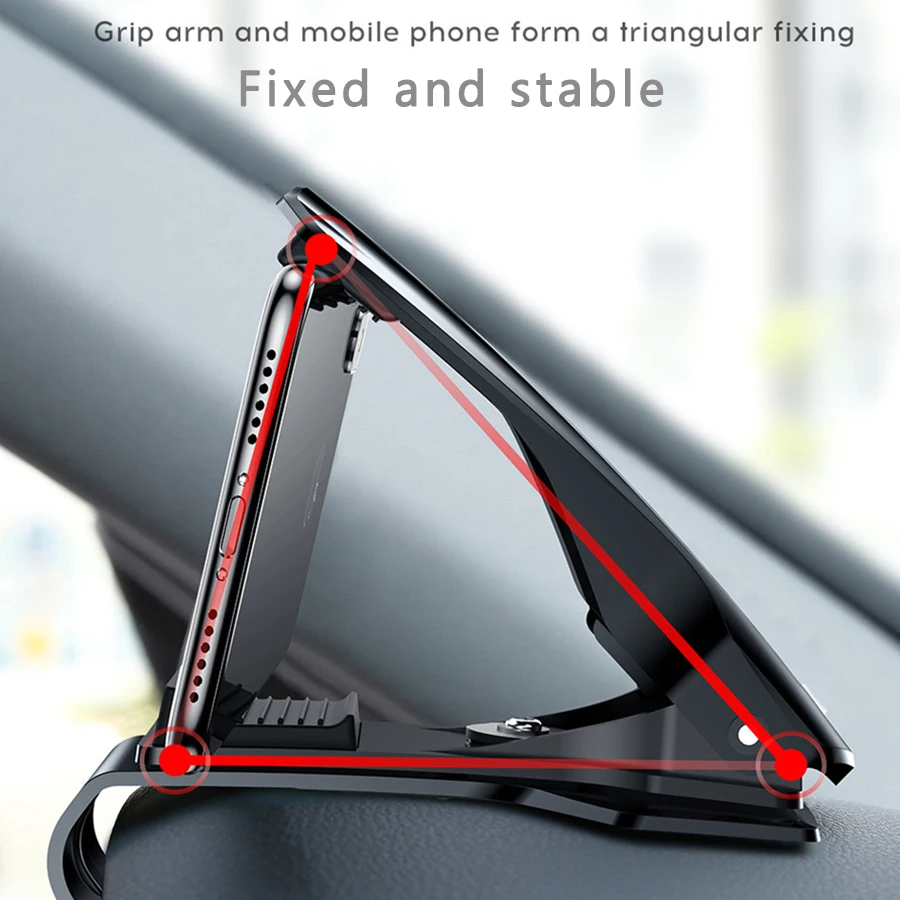 Grip arm and mobile phone form a triangular fixing
Fixed and stable